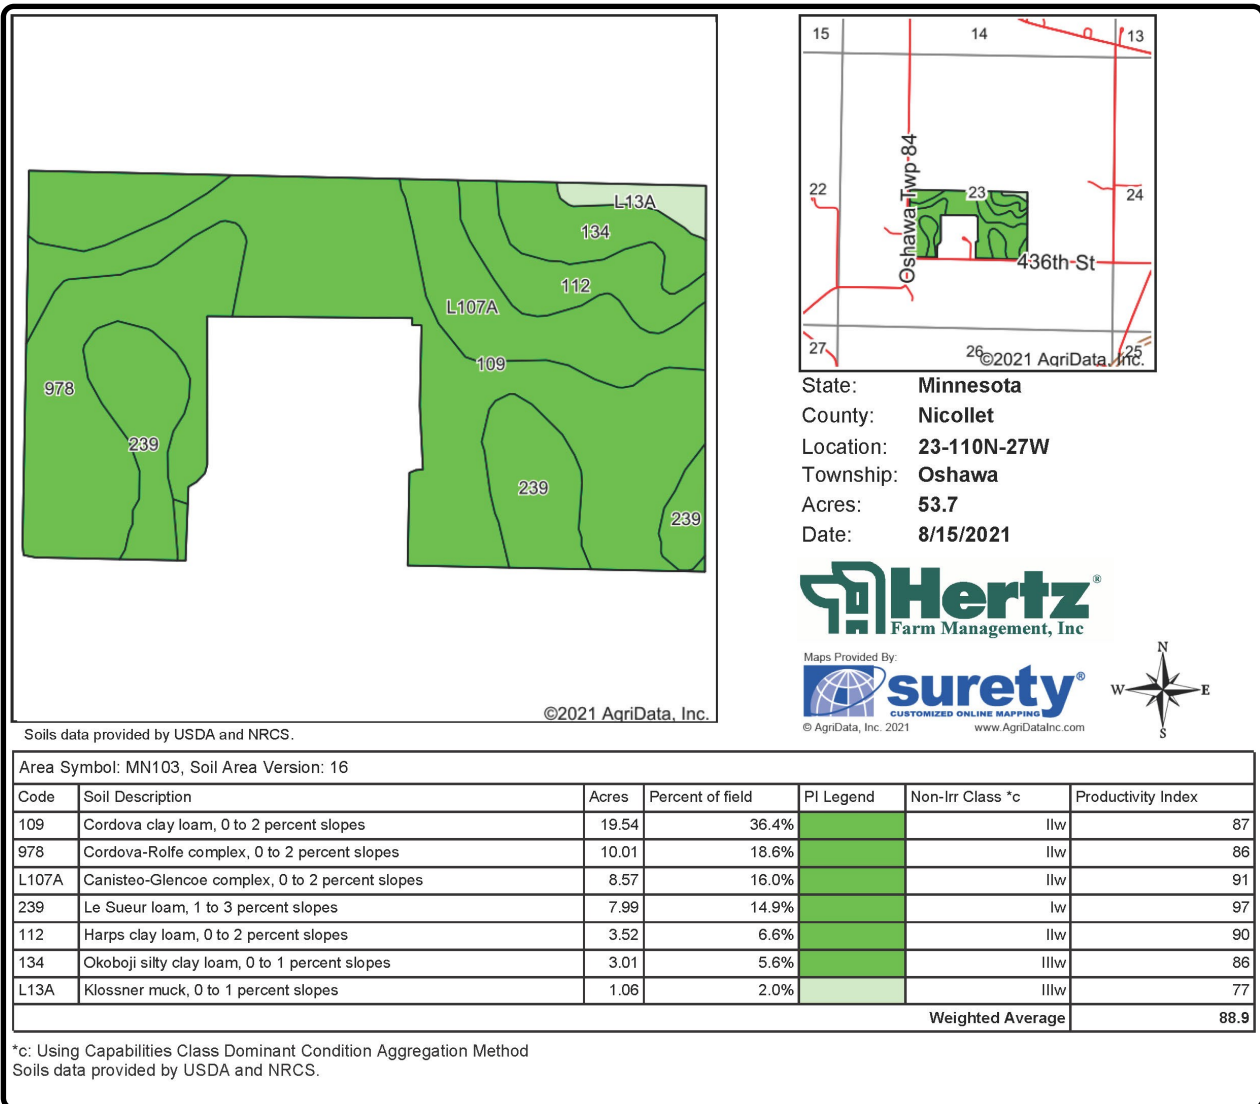 L13A
134
112
L107A
109
978
239
239
239
©2021 AgriData, Inc.
Soils data provided by USDA and NRCS.
15
14
13
22
23
24
Oshawa-Twp-84
436th-St
27
26
25
©2021 AgriData, Inc.
State: Minnesota
County: Nicollet
Location: 23-110N-27W
Township: Oshawa
Acres: 53.7
Date: 8/15/2021
Hertz®
Farm Management, Inc
Maps Provided By:
surety®
CUSTOMIZED ONLINE MAPPING
© AgriData, Inc. 2021 www.AgriDataInc.com
N
W E
S
Area Symbol: MN103, Soil Area Version: 16
Code Soil Description Acres Percent of field PI Legend Non-Irr Class *c Productivity Index
109 Cordova clay loam, 0 to 2 percent slopes 19.54 36.4% IIw 87
978 Cordova-Rolfe complex, 0 to 2 percent slopes 10.01 18.6% IIw 86
L107A Canisteo-Glencoe complex, 0 to 2 percent slopes 8.57 16.0% IIw 91
239 Le Sueur loam, 1 to 3 percent slopes 7.99 14.9% Iw 97
112 Harps clay loam, 0 to 2 percent slopes 3.52 6.6% IIw 90
134 Okoboji silty clay loam, 0 to 1 percent slopes 3.01 5.6% IIIw 86
L13A Klossner muck, 0 to 1 percent slopes 1.06 2.0% IIIw 77
Weighted Average 88.9
*c: Using Capabilities Class Dominant Condition Aggregation Method
Soils data provided by USDA and NRCS.